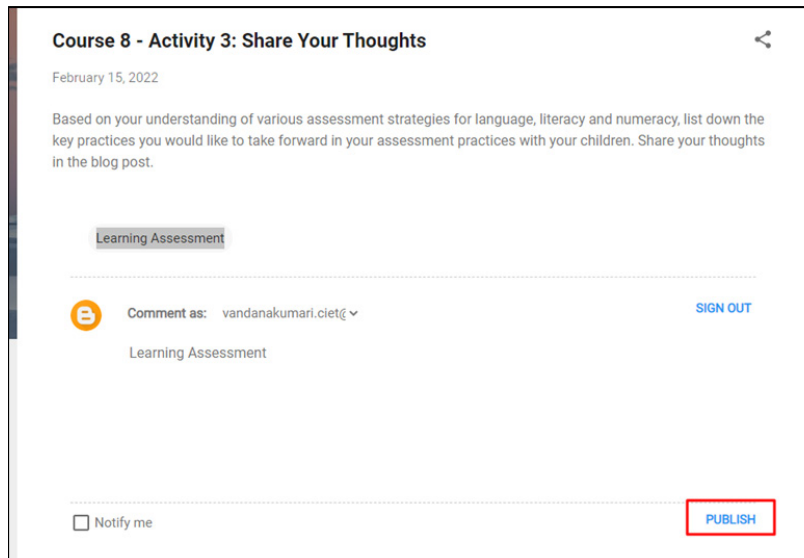 Course 8 - Activity 3: Share Your Thoughts
February 15, 2022
Based on your understanding of various assessment strategies for language, literacy and numeracy, list down the
key practices you would like to take forward in your assessment practices with your children. Share your thoughts
in the blog post.
Learning Assessment
Comment as: vandanakumari.ciet@
SIGN OUT
Learning Assessment
Notify me
PUBLISH